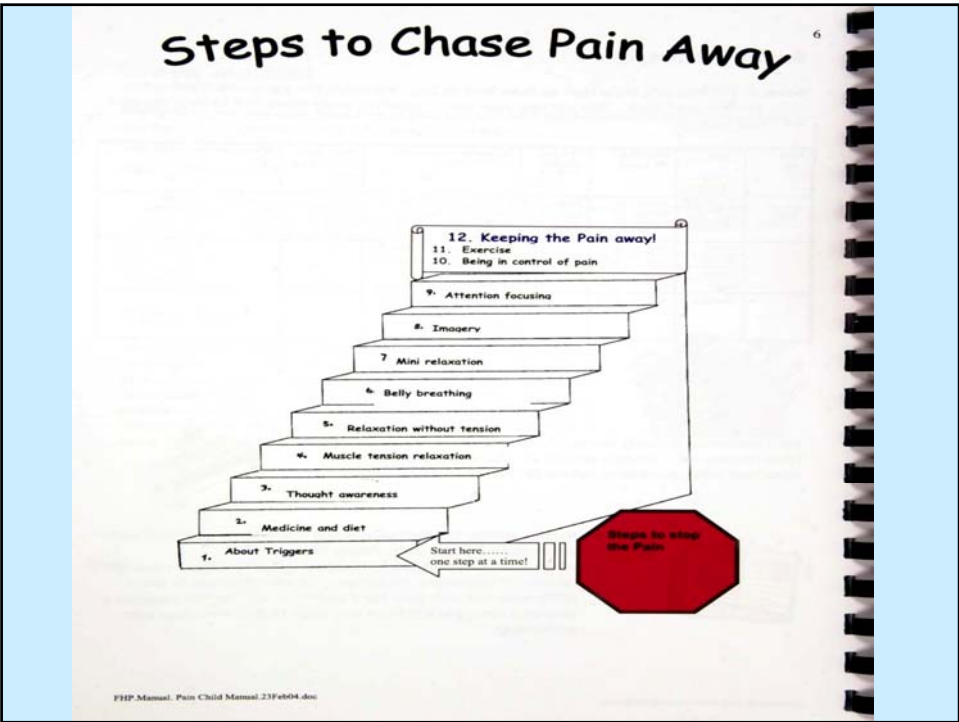 Steps to Chase Pain Away
6
12. Keeping the Pain away!
11. Exercise
10. Being in control of pain
9. Attention focusing
8. Imagery
7 Mini relaxation
6. Belly breathing
5. Relaxation without tension
4. Muscle tension relaxation
3. Thought awareness
2. Medicine and diet
1. About Triggers
Start here......
one step at a time!
Steps to stop
the Pain
FHP.Manual. Pain Child Manual.23Feb04.doc